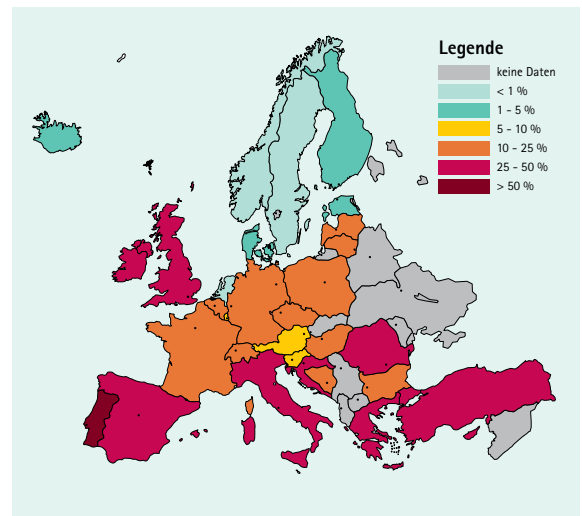 Legende
keine Daten
< 1 %
1 - 5 %
5 - 10 %
10 - 25 %
25 - 50 %
> 50 %